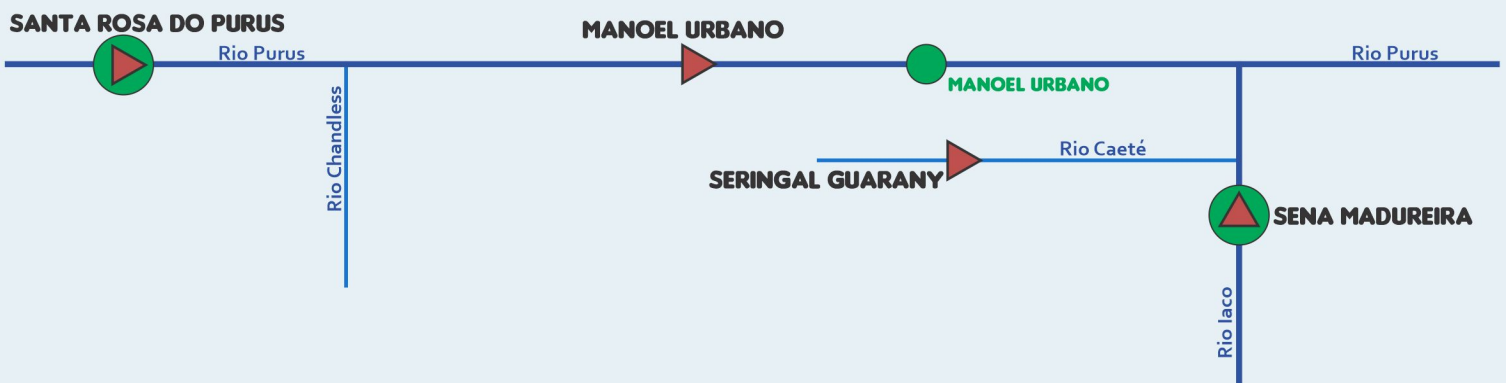 SANTA ROSA DO PURUS
MANOEL URBANO
Rio Purus
Rio Purus
MANOEL URBANO
Rio Chandless
Rio Caeté
SERINGAL GUARANY
SENA MADUREIRA
Rio Iaco